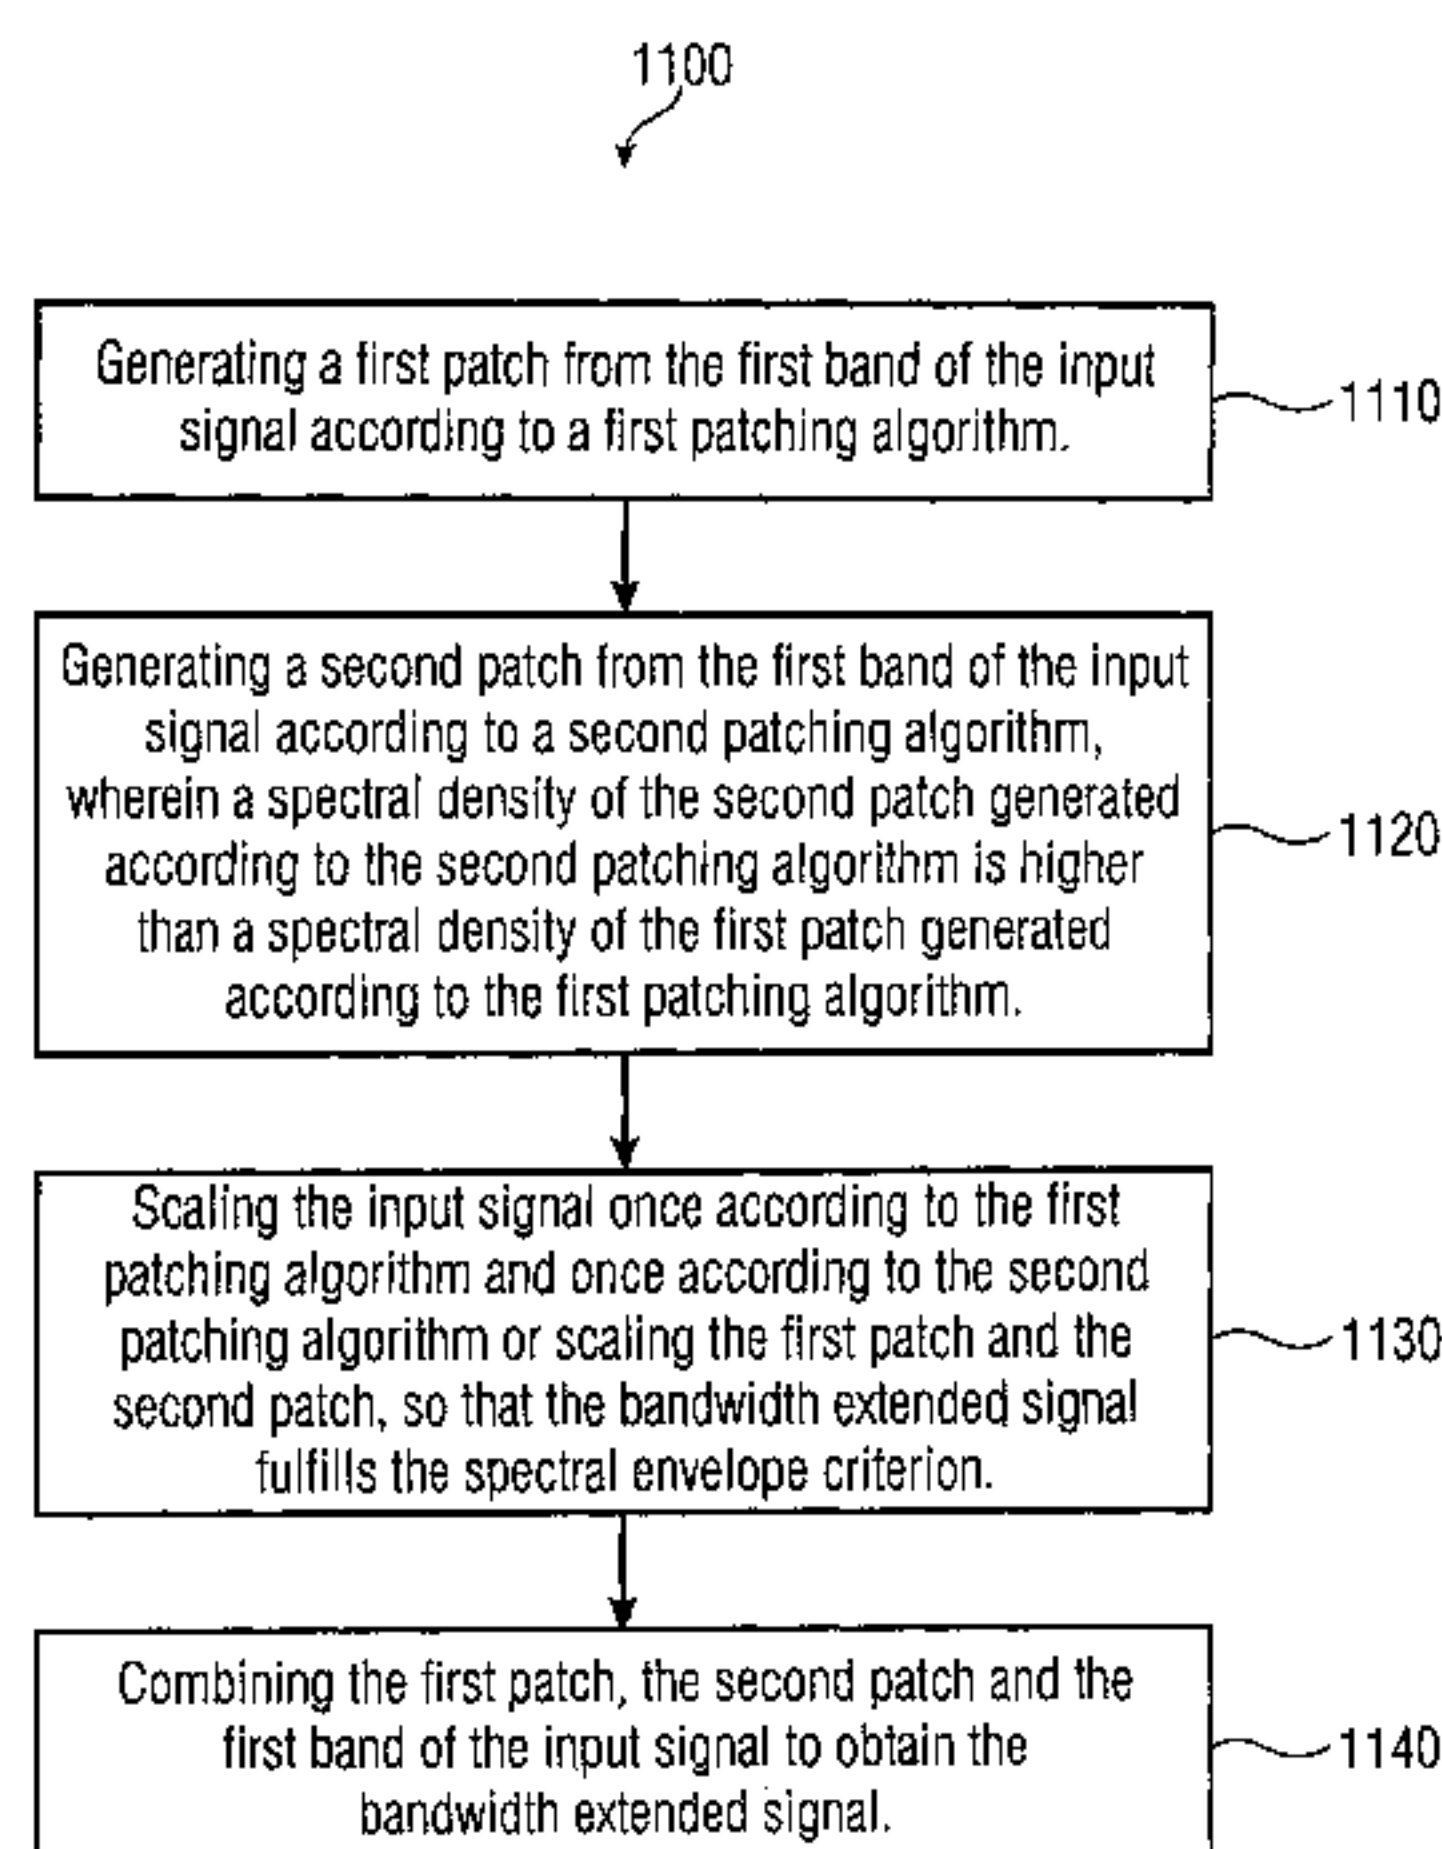 1100
Generating a first patch from the first band of the input
signal according to a first patching algorithm.
1110
Generating a second patch from the first band of the input
signal according to a second patching algorithm,
wherein a spectral density of the second patch generated
according to the second patching algorithm is higher
than a spectral density of the first patch generated
according to the first patching algorithm.
1120
Scaling the input signal once according to the first
patching algorithm and once according to the second
patching algorithm or scaling the first patch and the
second patch, so that the bandwidth extended signal
fulfills the spectral envelope criterion.
1130
Combining the first patch, the second patch and the
first band of the input signal to obtain the
bandwidth extended signal.
1140